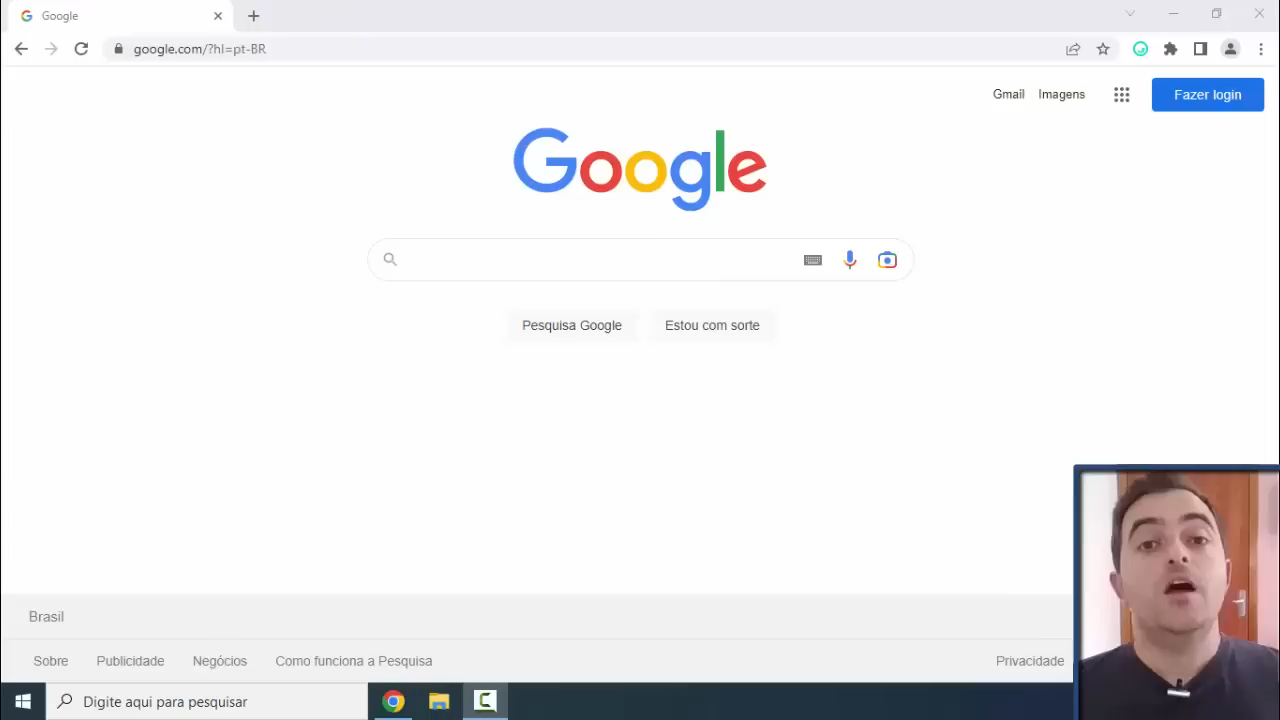 Google
google.com/?hl=pt-BR
Gmail Imagens Fazer login
Google
Pesquisa Google Estou com sorte
Brasil
Sobre Publicidade Negócios Como funciona a Pesquisa Privacidade
Digite aqui para pesquisar